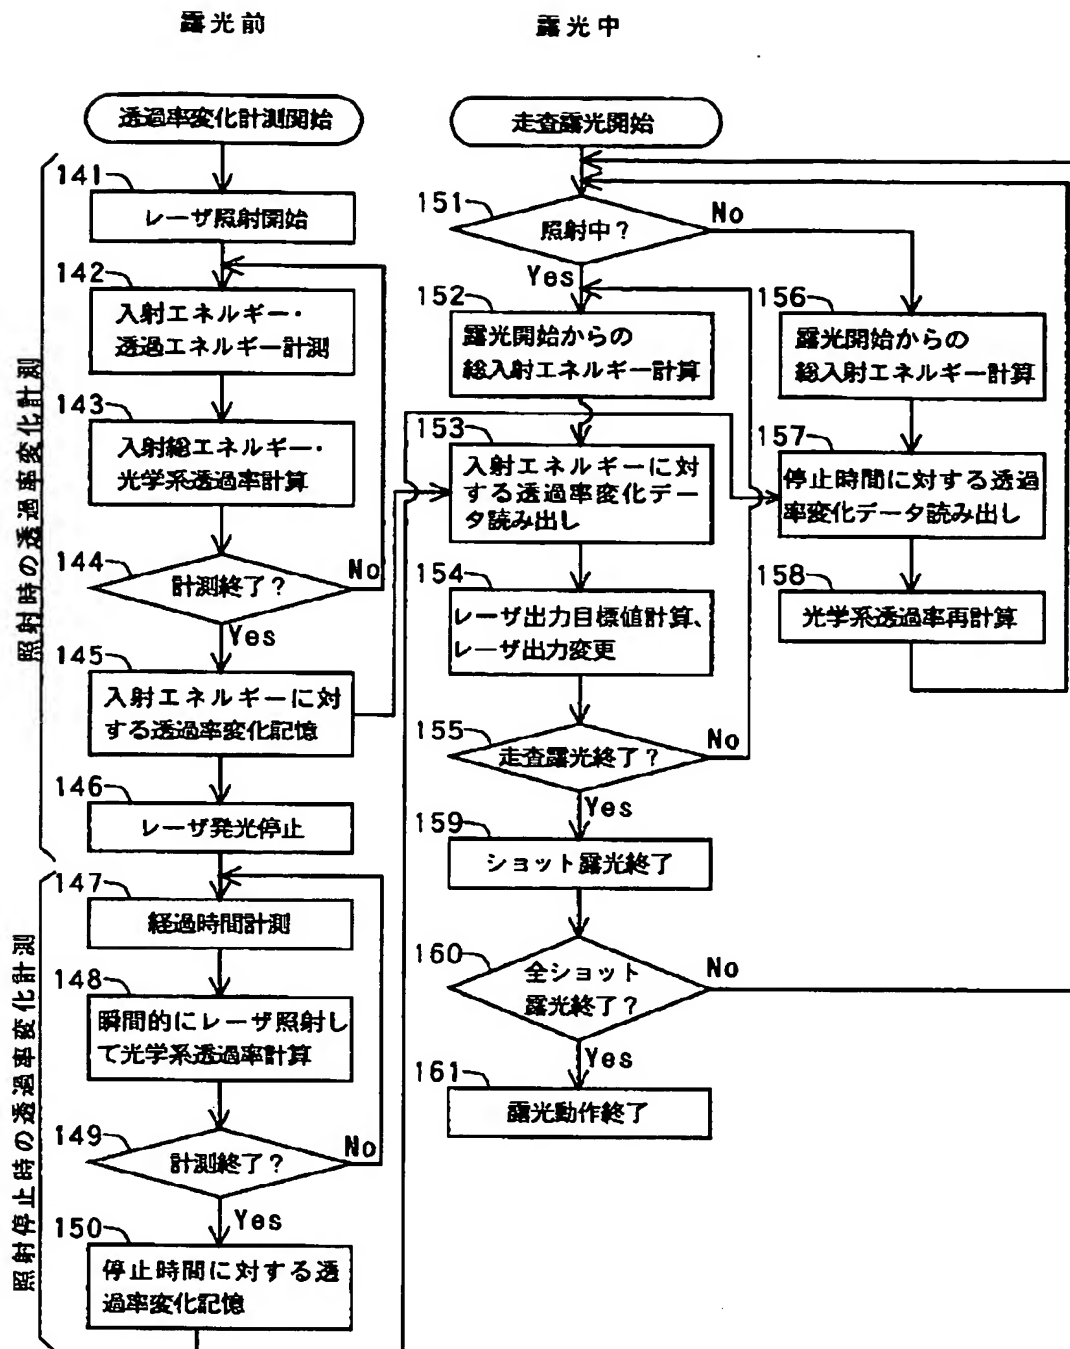 露光前
透過率変化計測開始
照射時の透過率変化計測
141
レーザ照射開始
142
入射エネルギー・
透過エネルギー計測
143
入射総エネルギー・
光学系透過率計算
144
計測終了?
No
Yes
145
入射エネルギーに対
する透過率変化記憶
146
レーザ発光停止
照射停止時の透過率変化計測
147
経過時間計測
148
瞬間的にレーザ照射し
て光学系透過率計算
149
計測終了?
No
Yes
150
停止時間に対する透
過率変化記憶
露光中
走査露光開始
151
照射中?
No
Yes
152
露光開始からの
総入射エネルギー計算
153
入射エネルギーに対
する透過率変化デー
タ読み出し
154
レーザ出力目標値計算、
レーザ出力変更
155
走査露光終了?
No
Yes
156
露光開始からの
総入射エネルギー計算
157
停止時間に対する透過
率変化データ読み出し
158
光学系透過率再計算
159
ショット露光終了
160
全ショット
露光終了?
No
Yes
161
露光動作終了